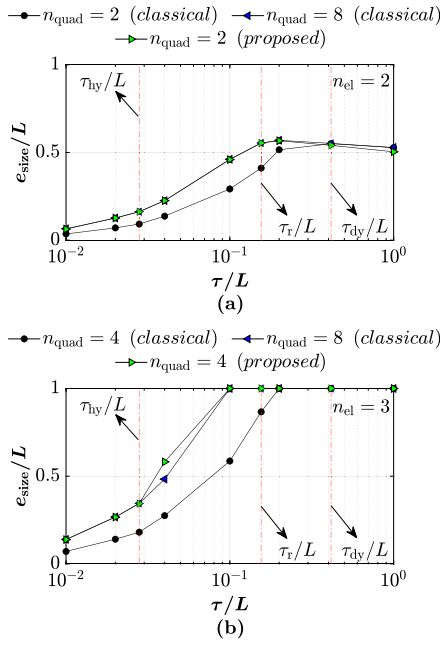 n_quad = 2 (classical) n_quad = 8 (classical)
n_quad = 2 (proposed)
1
τ_hy/L
n_el = 2
e_size/L
0.5
τ_r/L
τ_dy/L
0
10^-2
10^-1
10^0
τ/L
(a)
n_quad = 4 (classical) n_quad = 8 (classical)
n_quad = 4 (proposed)
1
τ_hy/L
n_el = 3
e_size/L
0.5
τ_r/L
τ_dy/L
0
10^-2
10^-1
10^0
τ/L
(b)